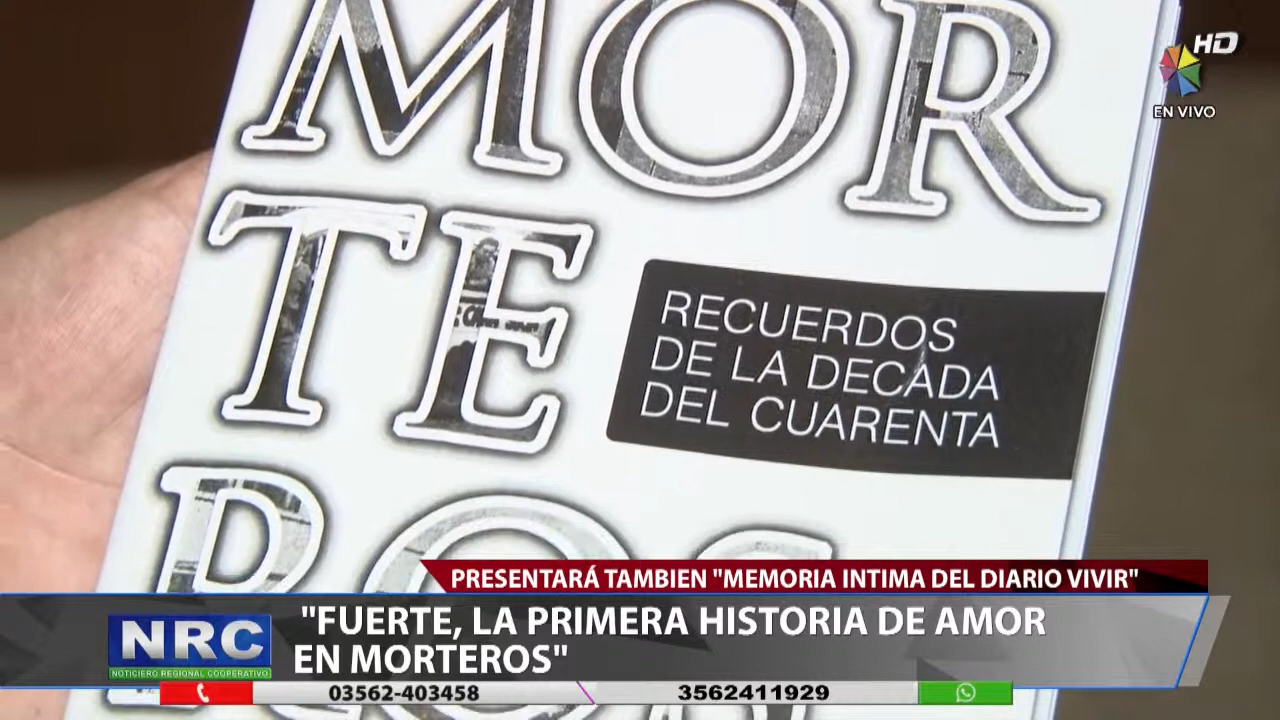 MOR
TE
ROS
RECUERDOS
DE LA DECADA
DEL CUARENTA
HD
EN VIVO
PRESENTARÁ TAMBIEN "MEMORIA INTIMA DEL DIARIO VIVIR"
"FUERTE, LA PRIMERA HISTORIA DE AMOR
EN MORTEROS"
NRC
NOTICIERO REGIONAL COOPERATIVO
03562-403458
3562411929